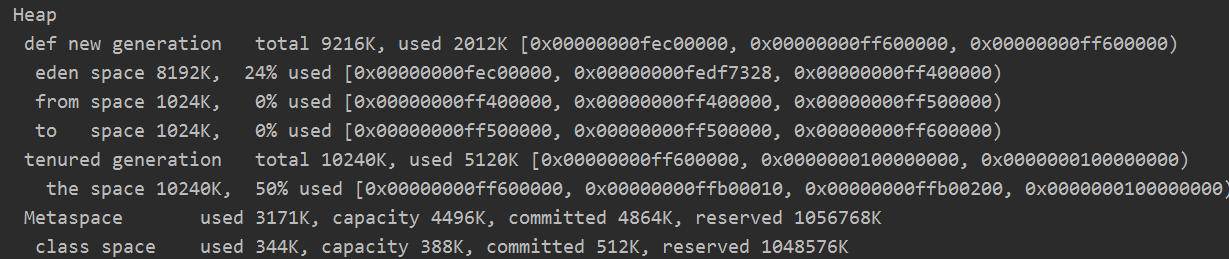 Heap
def new generation   total 9216K, used 2012K [0x00000000fec00000, 0x00000000ff600000, 0x00000000ff600000)
eden space 8192K,  24% used [0x00000000fec00000, 0x00000000fedf7328, 0x00000000ff400000)
from space 1024K,   0% used [0x00000000ff400000, 0x00000000ff400000, 0x00000000ff500000)
to   space 1024K,   0% used [0x00000000ff500000, 0x00000000ff500000, 0x00000000ff600000)
tenured generation   total 10240K, used 5120K [0x00000000ff600000, 0x0000000100000000, 0x0000000100000000)
the space 10240K,  50% used [0x00000000ff600000, 0x00000000ffb00010, 0x00000000ffb00200, 0x0000000100000000)
Metaspace       used 3171K, capacity 4496K, committed 4864K, reserved 1056768K
class space    used 344K, capacity 388K, committed 512K, reserved 1048576K